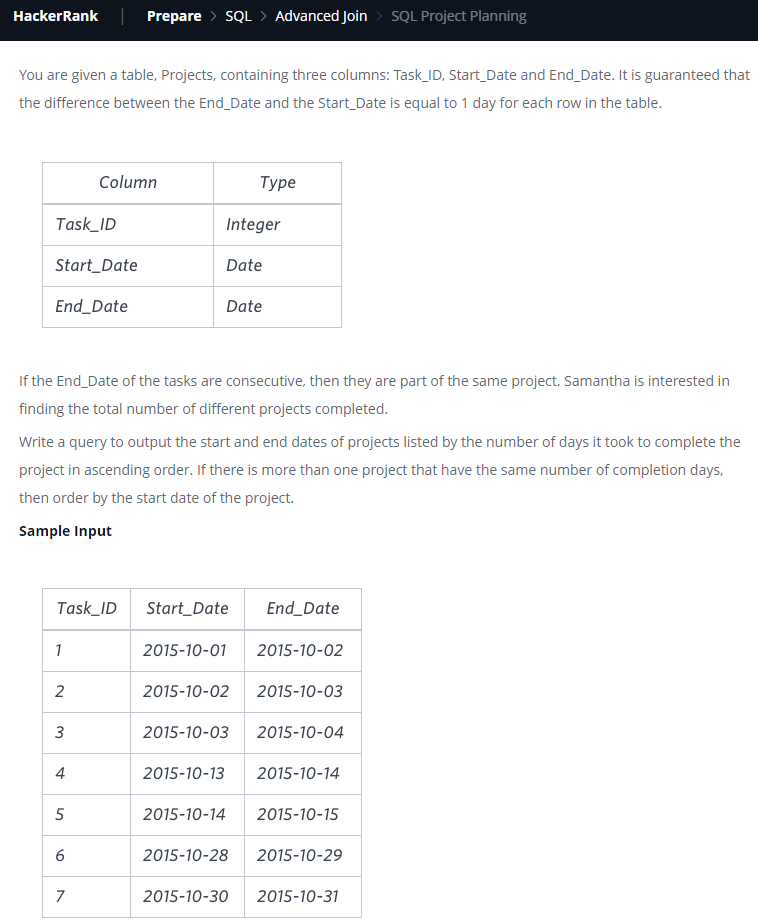 HackerRank | Prepare > SQL > Advanced Join > SQL Project Planning
You are given a table, Projects, containing three columns: Task_ID, Start_Date and End_Date. It is guaranteed that
the difference between the End_Date and the Start_Date is equal to 1 day for each row in the table.
Column Type
Task_ID Integer
Start_Date Date
End_Date Date
If the End_Date of the tasks are consecutive, then they are part of the same project. Samantha is interested in
finding the total number of different projects completed.
Write a query to output the start and end dates of projects listed by the number of days it took to complete the
project in ascending order. If there is more than one project that have the same number of completion days,
then order by the start date of the project.
Sample Input
Task_ID Start_Date End_Date
1 2015-10-01 2015-10-02
2 2015-10-02 2015-10-03
3 2015-10-03 2015-10-04
4 2015-10-13 2015-10-14
5 2015-10-14 2015-10-15
6 2015-10-28 2015-10-29
7 2015-10-30 2015-10-31